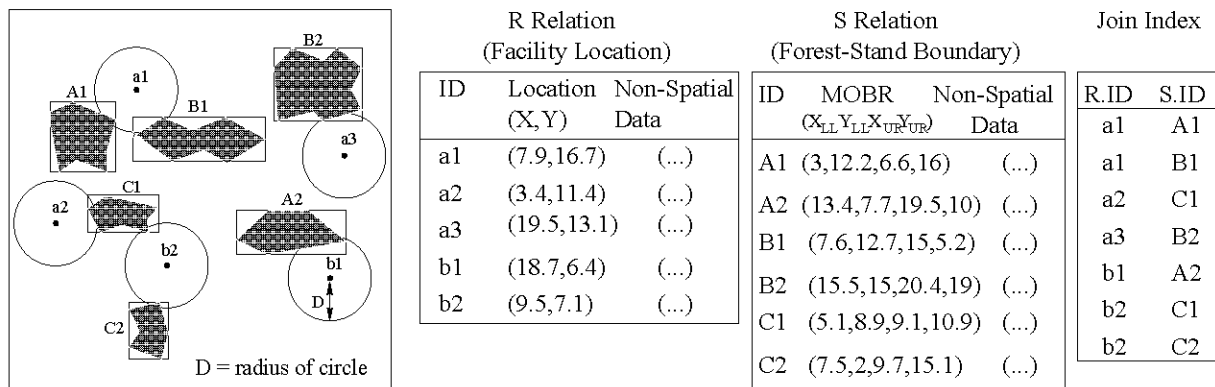 B2
a1
A1
B1
a3
C1
a2
A2
b2
b1
D
C2
D = radius of circle
R Relation
(Facility Location)
ID Location Non-Spatial
(X,Y) Data
a1 (7.9,16.7) (...)
a2 (3.4,11.4) (...)
a3 (19.5,13.1) (...)
b1 (18.7,6.4) (...)
b2 (9.5,7.1) (...)
S Relation
(Forest-Stand Boundary)
ID MOBR Non-Spatial
(XLLYLLXURYUR) Data
A1 (3,12.2,6.6,16) (...)
A2 (13.4,7.7,19.5,10) (...)
B1 (7.6,12.7,15,5.2) (...)
B2 (15.5,15,20.4,19) (...)
C1 (5.1,8.9,9.1,10.9) (...)
C2 (7.5,2,9.7,15.1) (...)
Join Index
R.ID S.ID
a1 A1
a1 B1
a2 C1
a3 B2
b1 A2
b2 C1
b2 C2